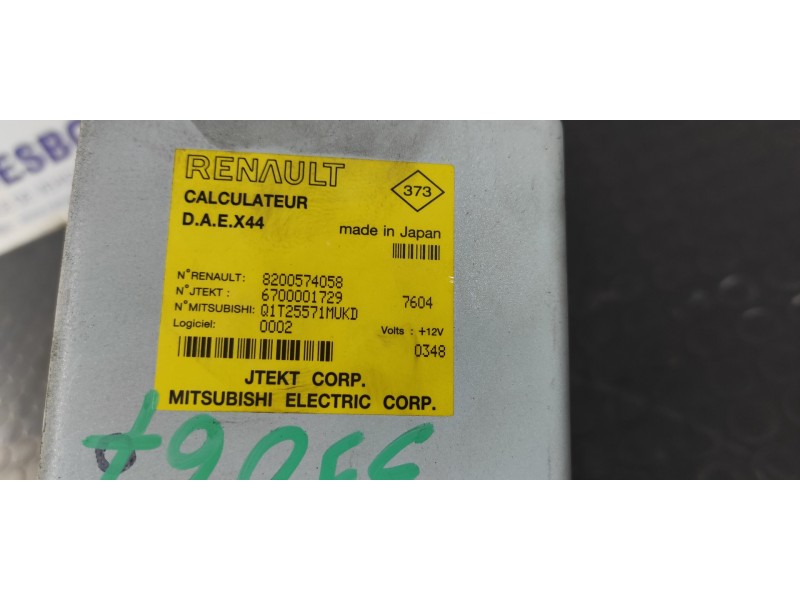 RENAULT
CALCULATEUR
D.A.E.X44
373
made in Japan
N°RENAULT: 8200574058
N°JTEKT : 6700001729 7604
N°MITSUBISHI: Q1T25571MUKD
Logiciel: 0002 Volts : +12V
0348
JTEKT CORP.
MITSUBISHI ELECTRIC CORP.
ESBO